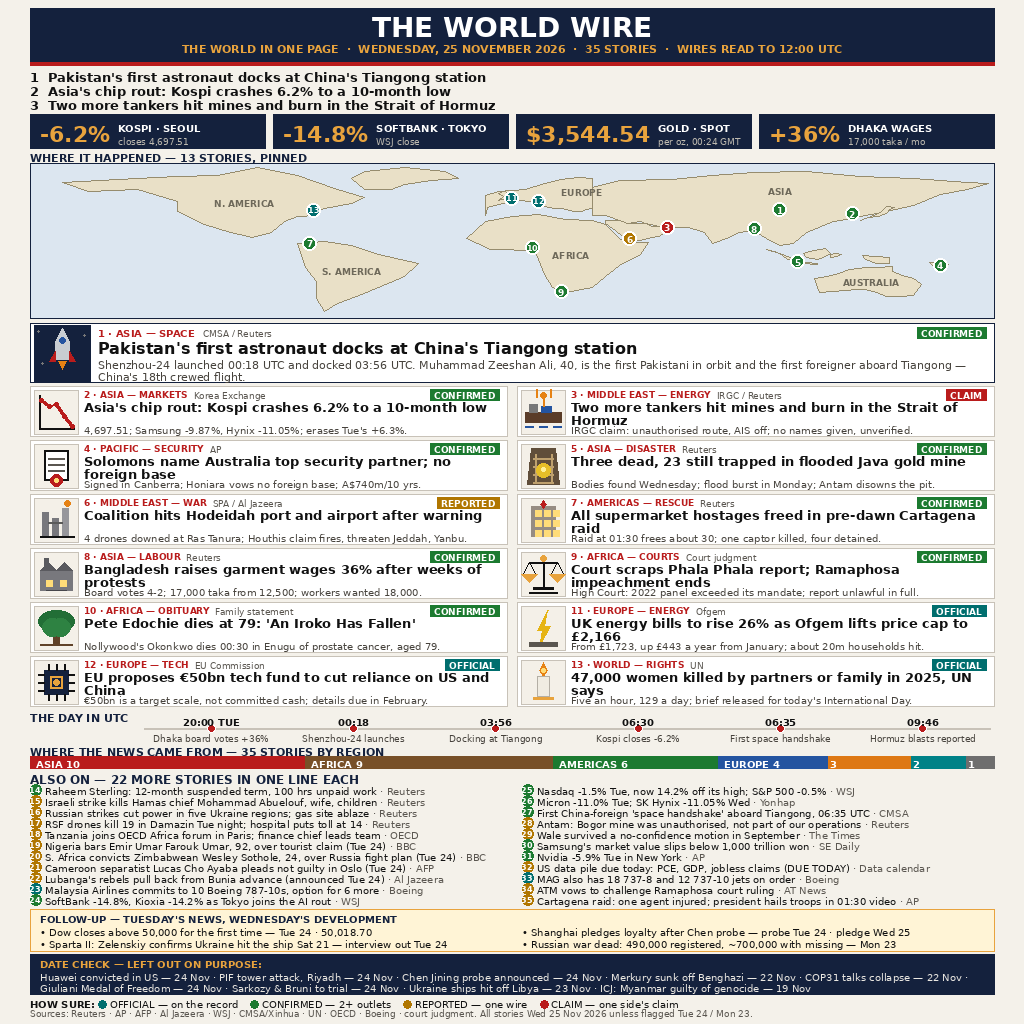 THE WORLD WIRE
THE WORLD IN ONE PAGE · WEDNESDAY, 25 NOVEMBER 2026 · 35 STORIES · WIRES READ TO 12:00 UTC
1 Pakistan's first astronaut docks at China's Tiangong station
2 Asia's chip rout: Kospi crashes 6.2% to a 10-month low
3 Two more tankers hit mines and burn in the Strait of Hormuz
-6.2% KOSPI · SEOUL
closes 4,697.51
-14.8% SOFTBANK · TOKYO
WSJ close
$3,544.54 GOLD · SPOT
per oz, 00:24 GMT
+36% DHAKA WAGES
17,000 taka / mo
WHERE IT HAPPENED — 13 STORIES, PINNED
N. AMERICA
EUROPE
ASIA
S. AMERICA
AFRICA
AUSTRALIA
13
11
12
1
2
7
10
6
3
8
5
4
9
1 · ASIA — SPACE CMSA / Reuters
CONFIRMED
Pakistan's first astronaut docks at China's Tiangong station
Shenzhou-24 launched 00:18 UTC and docked 03:56 UTC. Muhammad Zeeshan Ali, 40, is the first Pakistani in orbit and the first foreigner aboard Tiangong —
China's 18th crewed flight.
2 · ASIA — MARKETS Korea Exchange
CONFIRMED
Asia's chip rout: Kospi crashes 6.2% to a 10-month low
4,697.51; Samsung -9.87%, Hynix -11.05%; erases Tue's +6.3%.
3 · MIDDLE EAST — ENERGY IRGC / Reuters
CLAIM
Two more tankers hit mines and burn in the Strait of
Hormuz
IRGC claim: unauthorised route, AIS off; no names given, unverified.
4 · PACIFIC — SECURITY AP
CONFIRMED
Solomons name Australia top security partner; no
foreign base
Signed in Canberra; Honiara vows no foreign base; A$740m/10 yrs.
5 · ASIA — DISASTER Reuters
CONFIRMED
Three dead, 23 still trapped in flooded Java gold mine
Bodies found Wednesday; flood burst in Monday; Antam disowns the pit.
6 · MIDDLE EAST — WAR SPA / Al Jazeera
REPORTED
Coalition hits Hodeidah port and airport after warning
4 drones downed at Ras Tanura; Houthis claim fires, threaten Jeddah, Yanbu.
7 · AMERICAS — RESCUE Reuters
CONFIRMED
All supermarket hostages freed in pre-dawn Cartagena
raid
Raid at 01:30 frees about 30; one captor killed, four detained.
8 · ASIA — LABOUR Reuters
CONFIRMED
Bangladesh raises garment wages 36% after weeks of
protests
Board votes 4-2; 17,000 taka from 12,500; workers wanted 18,000.
9 · AFRICA — COURTS Court judgment
CONFIRMED
Court scraps Phala Phala report; Ramaphosa
impeachment ends
High Court: 2022 panel exceeded its mandate; report unlawful in full.
10 · AFRICA — OBITUARY Family statement
CONFIRMED
Pete Edochie dies at 79: 'An Iroko Has Fallen'
Nollywood's Okonkwo dies 00:30 in Enugu of prostate cancer, aged 79.
11 · EUROPE — ENERGY Ofgem
OFFICIAL
UK energy bills to rise 26% as Ofgem lifts price cap to
£2,166
From £1,723, up £443 a year from January; about 20m households hit.
12 · EUROPE — TECH EU Commission
OFFICIAL
EU proposes €50bn tech fund to cut reliance on US and
China
€50bn is a target scale, not committed cash; details due in February.
13 · WORLD — RIGHTS UN
OFFICIAL
47,000 women killed by partners or family in 2025, UN
says
Five an hour, 129 a day; brief released for today's International Day.
THE DAY IN UTC
20:00 TUE
Dhaka board votes +36%
00:18
Shenzhou-24 launches
03:56
Docking at Tiangong
06:30
Kospi closes -6.2%
06:35
First space handshake
09:46
Hormuz blasts reported
WHERE THE NEWS CAME FROM — 35 STORIES BY REGION
ASIA 10
AFRICA 9
AMERICAS 6
EUROPE 4
3
2
1
ALSO ON — 22 MORE STORIES IN ONE LINE EACH
14 Raheem Sterling: 12-month suspended term, 100 hrs unpaid work · Reuters
15 Israeli strike kills Hamas chief Mohammad Abuelouf, wife, children · Reuters
16 Russian strikes cut power in five Ukraine regions; gas site ablaze · Reuters
17 RSF drones kill 19 in Damazin Tue night; hospital puts toll at 14 · Reuters
18 Tanzania joins OECD Africa forum in Paris; finance chief leads team · OECD
19 Nigeria bars Emir Umar Farouk Umar, 92, over tourist claim (Tue 24) · BBC
20 S. Africa convicts Zimbabwean Wesley Sothole, 24, over Russia fight plan (Tue 24) · BBC
21 Cameroon separatist Lucas Cho Ayaba pleads not guilty in Oslo (Tue 24) · AFP
22 Lubanga's rebels pull back from Bunia advance (announced Tue 24) · Al Jazeera
23 Malaysia Airlines commits to 10 Boeing 787-10s, option for 6 more · Boeing
24 SoftBank -14.8%, Kioxia -14.2% as Tokyo joins the AI rout · WSJ
25 Nasdaq -1.5% Tue, now 14.2% off its high; S&P 500 -0.5% · WSJ
26 Micron -11.0% Tue; SK Hynix -11.05% Wed · Yonhap
27 First China-foreign 'space handshake' aboard Tiangong, 06:35 UTC · CMSA
28 Antam: Bogor mine was unauthorised, not part of our operations · Reuters
29 Wale survived a no-confidence motion in September · The Times
30 Samsung's market value slips below 1,000 trillion won · SE Daily
31 Nvidia -5.9% Tue in New York · AP
32 US data pile due today: PCE, GDP, jobless claims (DUE TODAY) · Data calendar
33 MAG also has 18 737-8 and 12 737-10 jets on order · Boeing
34 ATM vows to challenge Ramaphosa court ruling · AT News
35 Cartagena raid: one agent injured; president hails troops in 01:30 video · AP
FOLLOW-UP — TUESDAY'S NEWS, WEDNESDAY'S DEVELOPMENT
• Dow closes above 50,000 for the first time — Tue 24 · 50,018.70
• Sparta II: Zelenskiy confirms Ukraine hit the ship Sat 21 — interview out Tue 24
• Shanghai pledges loyalty after Chen probe — probe Tue 24 · pledge Wed 25
• Russian war dead: 490,000 registered, ~700,000 with missing — Mon 23
DATE CHECK — LEFT OUT ON PURPOSE:
Huawei convicted in US — 24 Nov · PIF tower attack, Riyadh — 24 Nov · Chen Jining probe announced — 24 Nov · Merkury sunk off Benghazi — 22 Nov · COP31 talks collapse — 22 Nov ·
Giuliani Medal of Freedom — 24 Nov · Sarkozy & Bruni to trial — 24 Nov · Ukraine ships hit off Libya — 23 Nov · ICJ: Myanmar guilty of genocide — 19 Nov
HOW SURE: OFFICIAL — on the record CONFIRMED — 2+ outlets REPORTED — one wire CLAIM — one side's claim
Sources: Reuters · AP · AFP · Al Jazeera · WSJ · CMSA/Xinhua · UN · OECD · Boeing · court judgment. All stories Wed 25 Nov 2026 unless flagged Tue 24 / Mon 23.